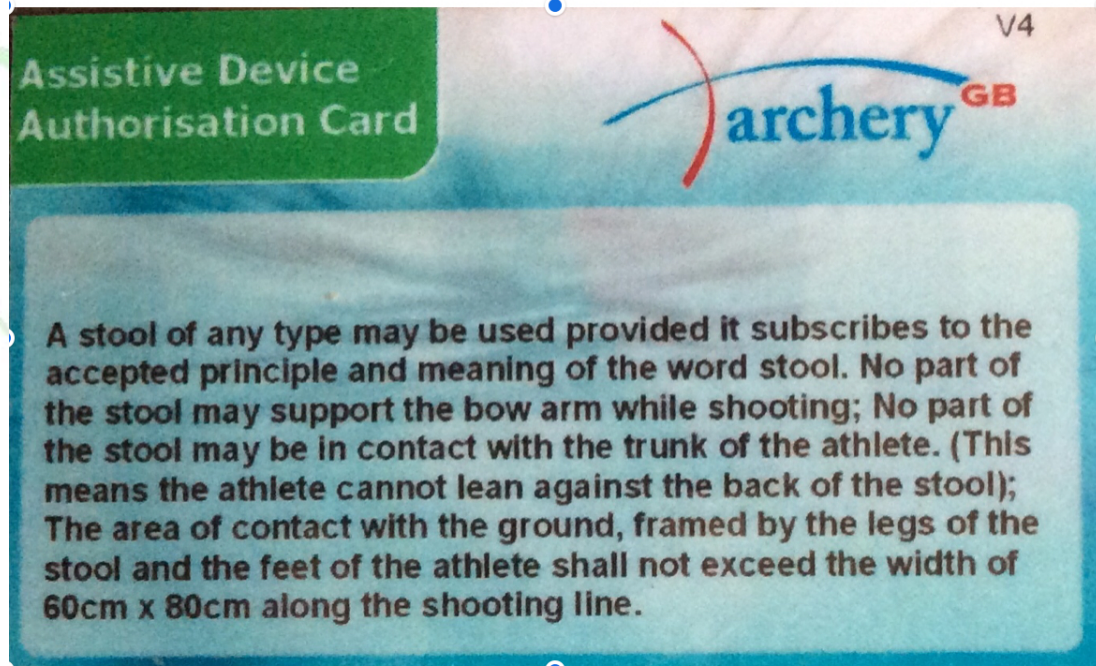 V4
Assistive Device
Authorisation Card
archery GB
A stool of any type may be used provided it subscribes to the
accepted principle and meaning of the word stool. No part of
the stool may support the bow arm while shooting; No part of
the stool may be in contact with the trunk of the athlete. (This
means the athlete cannot lean against the back of the stool);
The area of contact with the ground, framed by the legs of the
stool and the feet of the athlete shall not exceed the width of
60cm x 80cm along the shooting line.